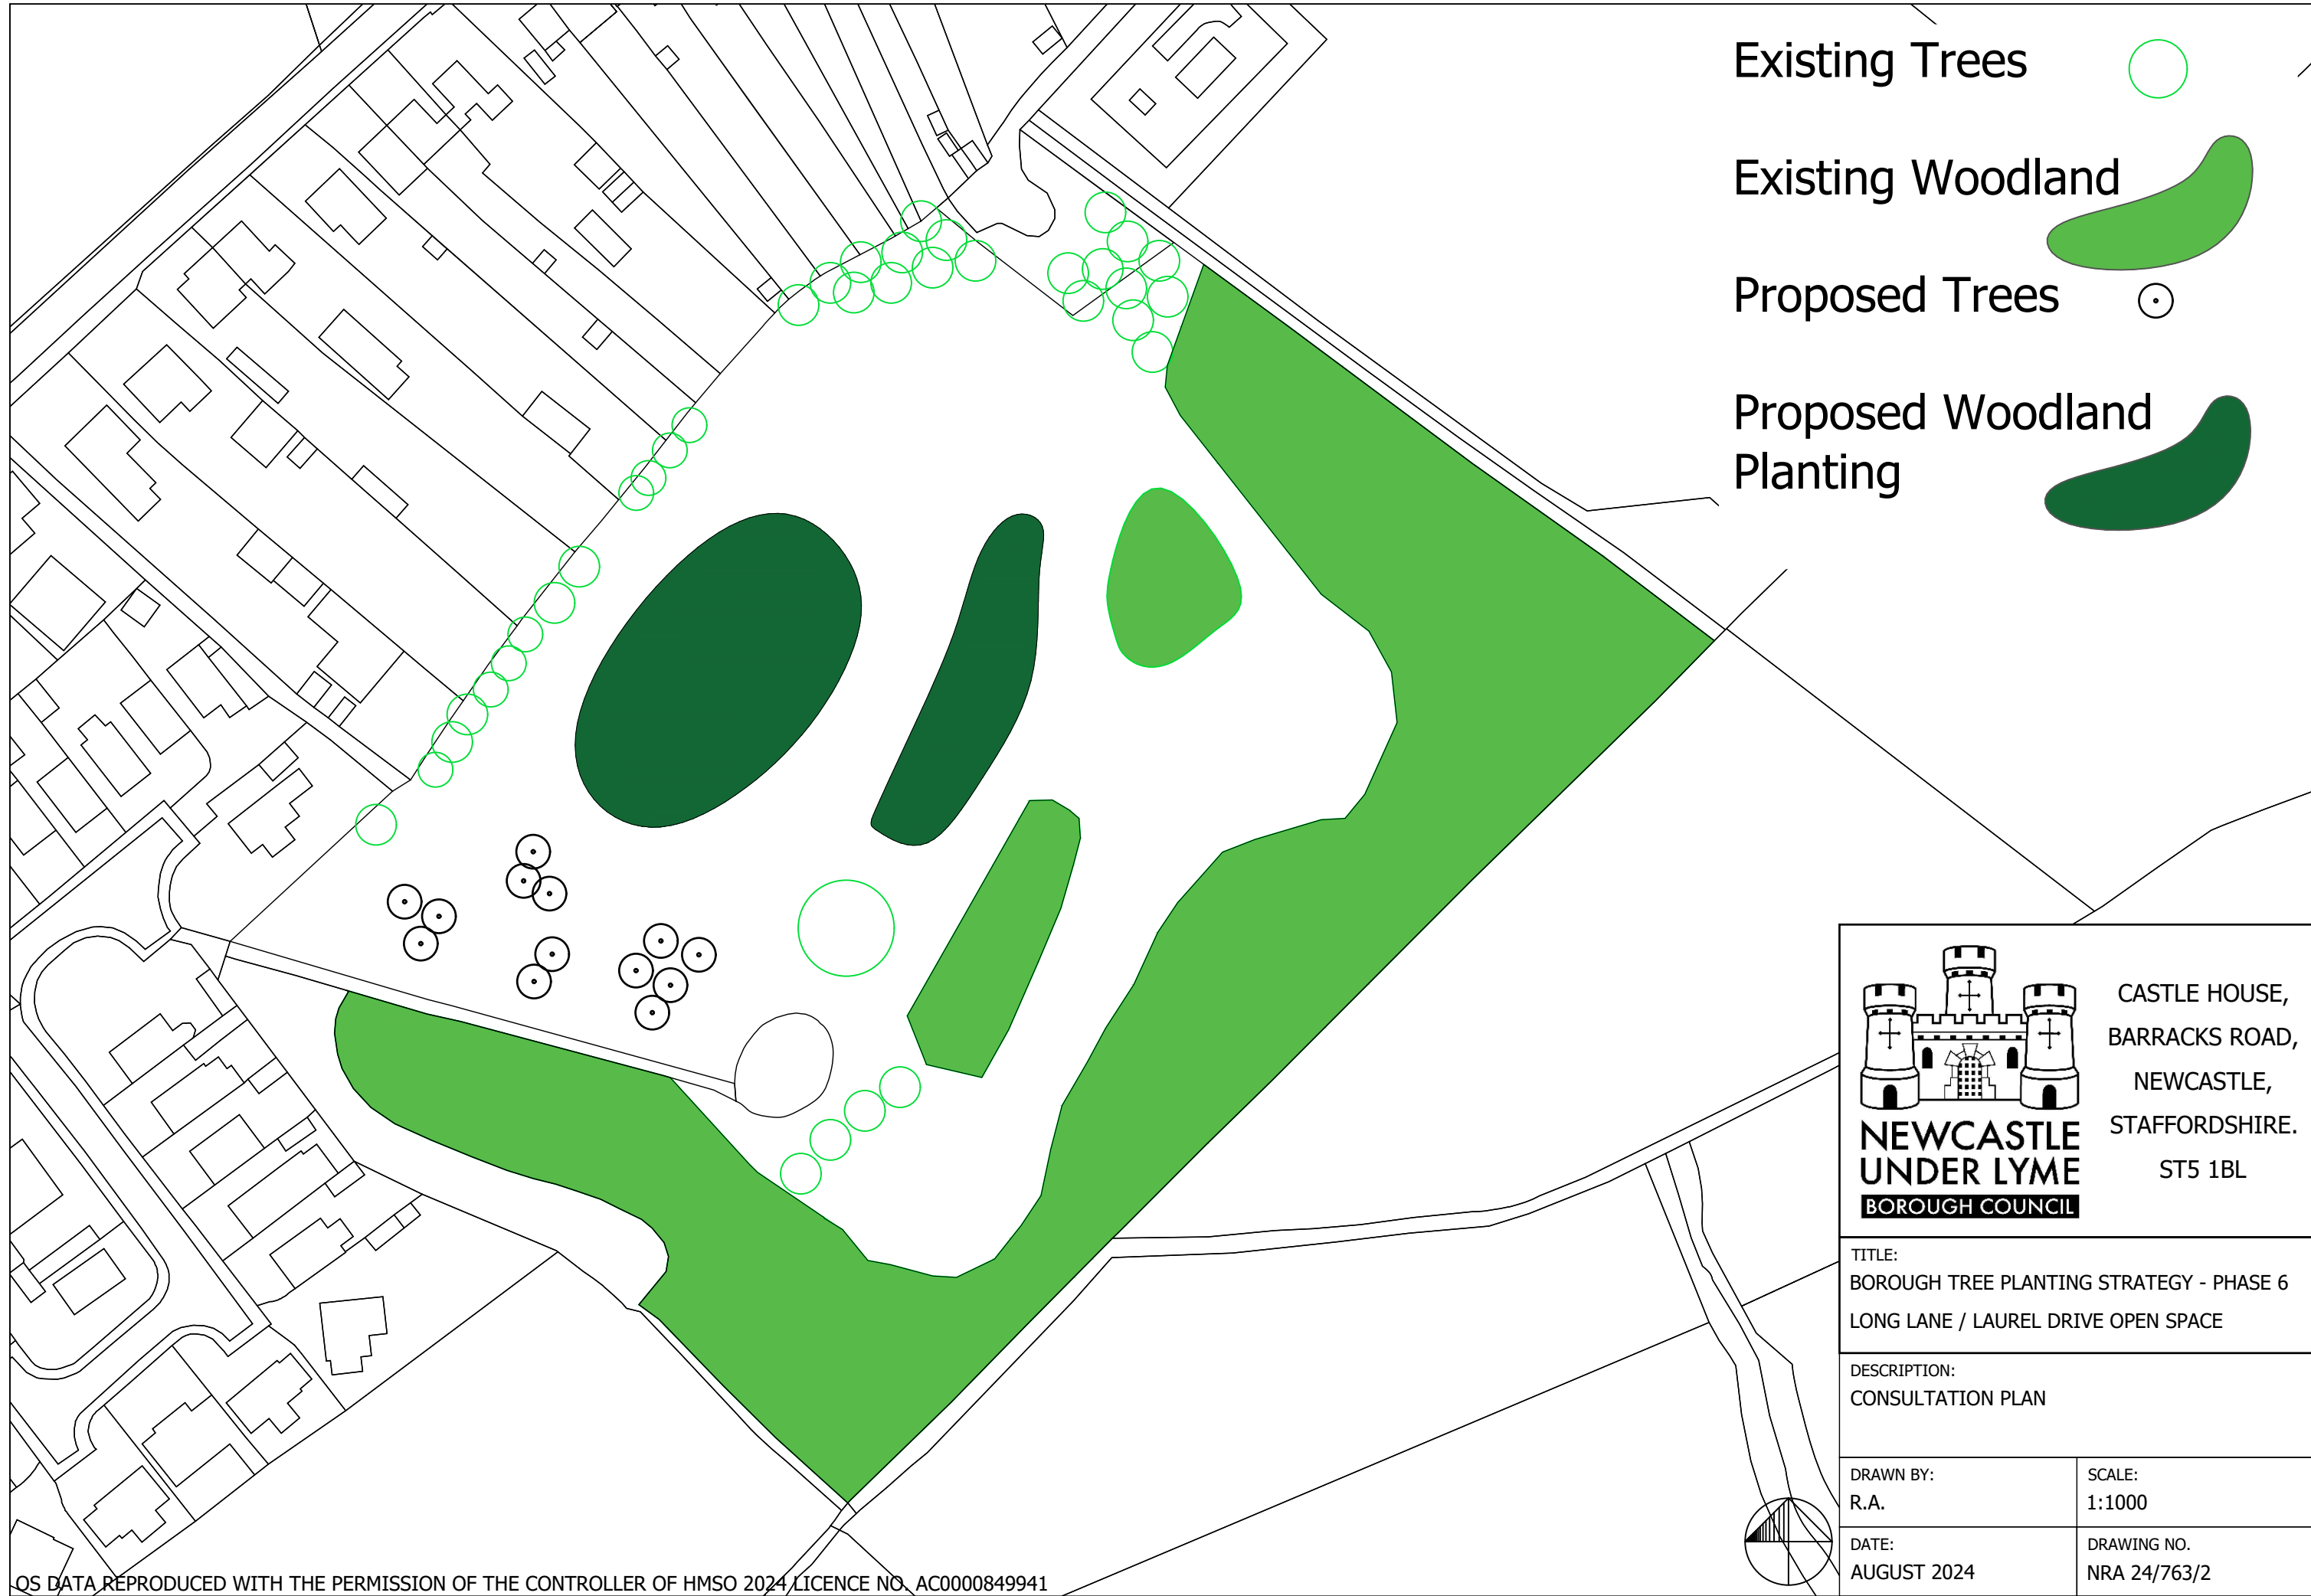 Existing Trees
Existing Woodland
Proposed Trees
Proposed Woodland
Planting
CASTLE HOUSE,
BARRACKS ROAD,
NEWCASTLE,
STAFFORDSHIRE.
ST5 1BL
NEWCASTLE
UNDER LYME
BOROUGH COUNCIL
TITLE:
BOROUGH TREE PLANTING STRATEGY - PHASE 6
LONG LANE / LAUREL DRIVE OPEN SPACE
DESCRIPTION:
CONSULTATION PLAN
DRAWN BY:
R.A.
SCALE:
1:1000
DATE:
AUGUST 2024
DRAWING NO.
NRA 24/763/2
OS DATA REPRODUCED WITH THE PERMISSION OF THE CONTROLLER OF HMSO 2024 LICENCE NO. AC0000849941